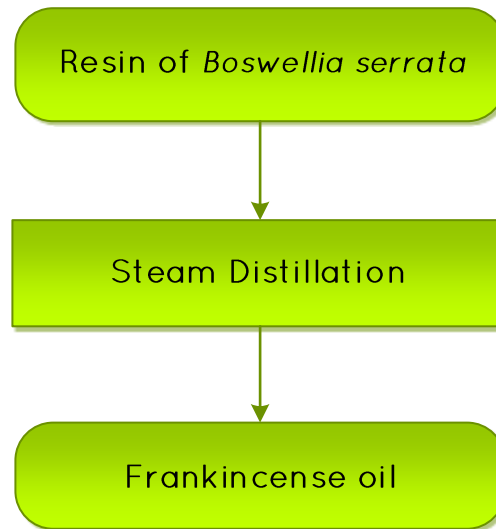 Resin of Boswellia serrata
Steam Distillation
Frankincense oil